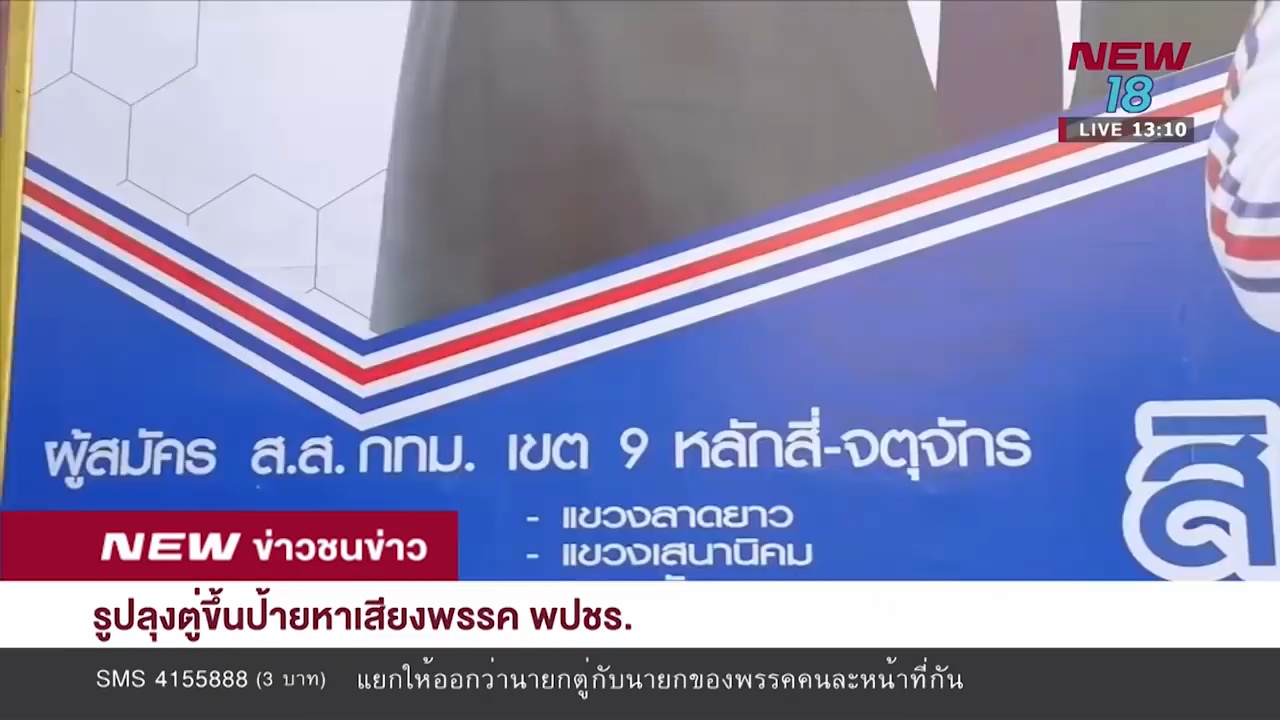 NEW
18
LIVE 13:10
ผู้สมัคร ส.ส. กทม. เขต 9 หลักสี่-จตุจักร
- แขวงลาดยาว
- แขวงเสนานิคม
NEW ข่าวชนข่าว
รูปลุงตู่ขึ้นป้ายหาเสียงพรรค พปชร.
SMS 4155888 (3 บาท) แยกให้ออกว่านายกตู่กับนายกของพรรคคนละหน้าที่กัน